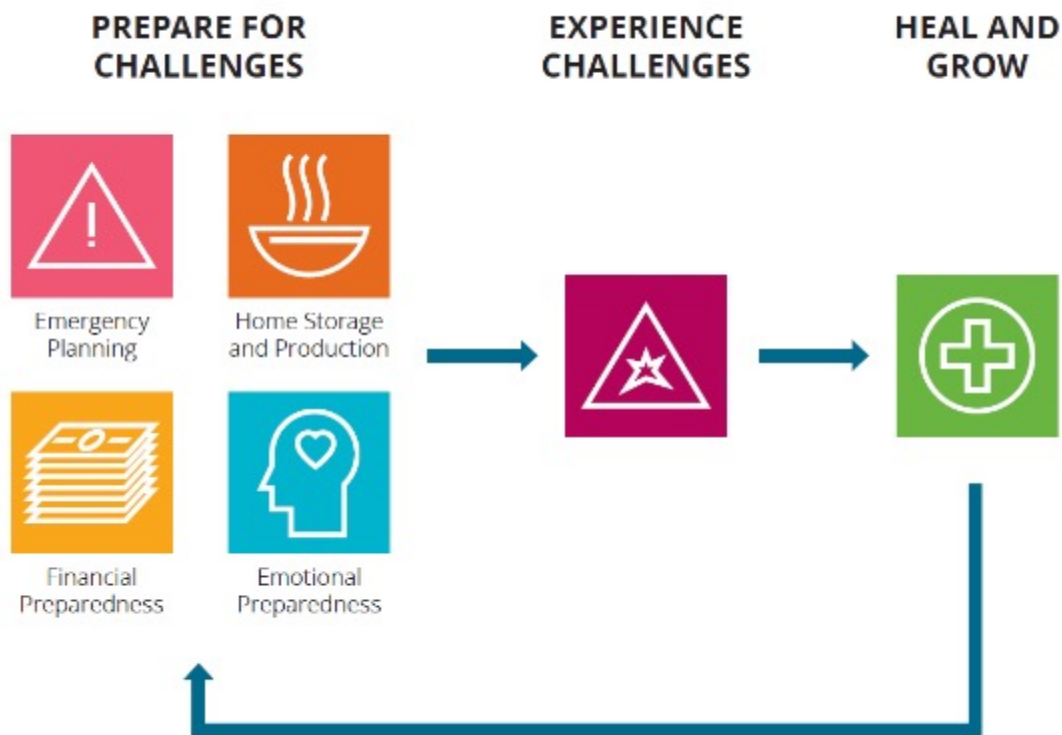 PREPARE FOR
CHALLENGES
EXPERIENCE
CHALLENGES
HEAL AND
GROW
!
Emergency
Planning
Home Storage
and Production
Financial
Preparedness
Emotional
Preparedness